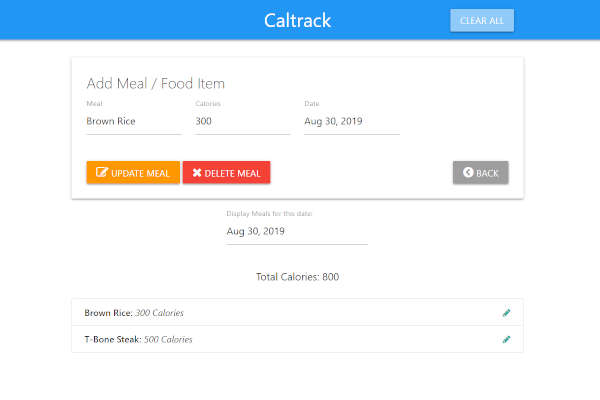 Caltrack
CLEAR ALL
Add Meal / Food Item
Meal
Calories
Date
Brown Rice
300
Aug 30, 2019
UPDATE MEAL
DELETE MEAL
BACK
Display Meals for this date:
Aug 30, 2019
Total Calories: 800
Brown Rice: 300 Calories
T-Bone Steak: 500 Calories